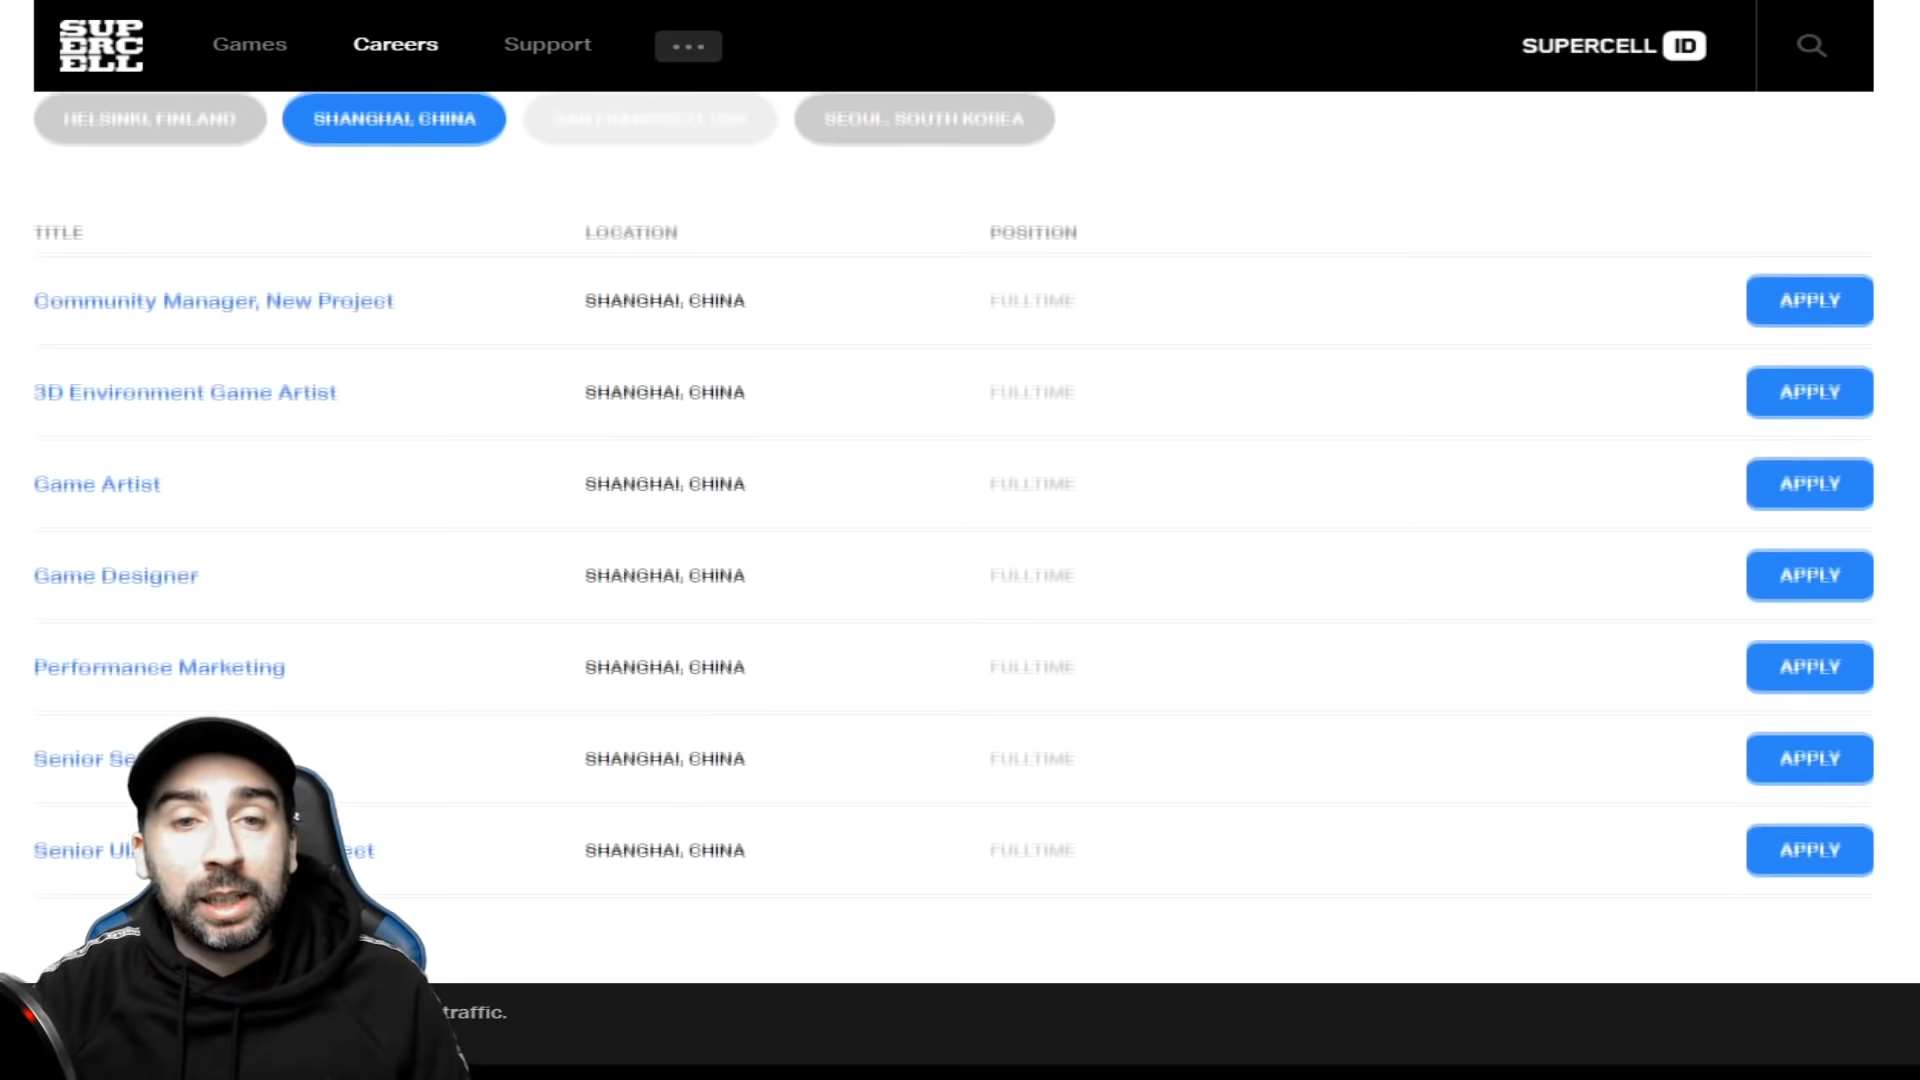 SUP
ERC
ELL
Games
Careers
Support
SUPERCELL ID
HELSINKI, FINLAND
SHANGHAI, CHINA
SEOUL, SOUTH KOREA
TITLE LOCATION POSITION
Community Manager, New Project SHANGHAI, CHINA FULLTIME APPLY
3D Environment Game Artist SHANGHAI, CHINA FULLTIME APPLY
Game Artist SHANGHAI, CHINA FULLTIME APPLY
Game Designer SHANGHAI, CHINA FULLTIME APPLY
Performance Marketing SHANGHAI, CHINA FULLTIME APPLY
Senior Se SHANGHAI, CHINA FULLTIME APPLY
Senior UI ect SHANGHAI, CHINA FULLTIME APPLY
traffic.